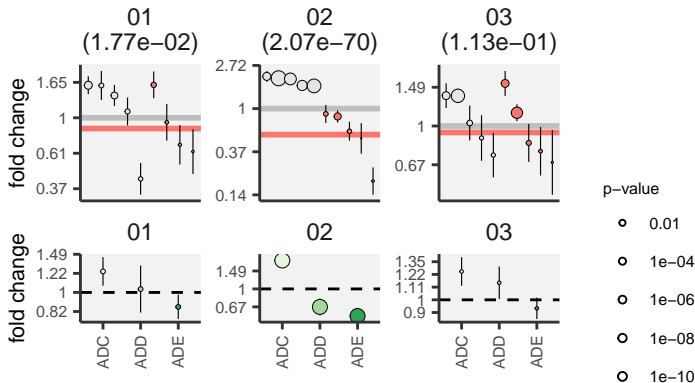 01 02 03
(1.77e−02) (2.07e−70) (1.13e−01)
fold change
1.65
1
0.61
0.37
2.72
1
0.37
0.14
1.49
1
0.67
01 02 03
fold change
1.49
1.22
1
0.82
1.49
1
0.67
1.35
1.22
1.11
1
0.9
ADC ADD ADE ADC ADD ADE ADC ADD ADE
p−value
0.01
1e−04
1e−06
1e−08
1e−10